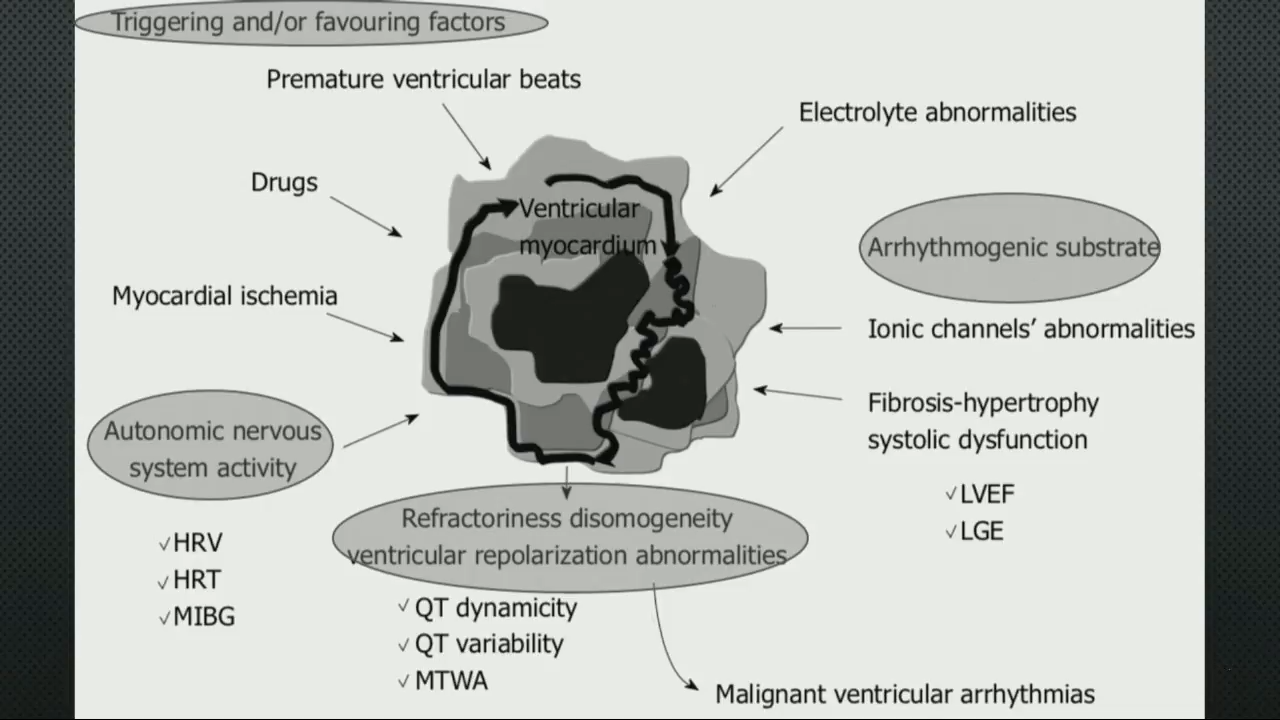 Triggering and/or favouring factors
Premature ventricular beats
Electrolyte abnormalities
Drugs
Ventricular
myocardium
Arrhythmogenic substrate
Myocardial ischemia
Ionic channels’ abnormalities
Fibrosis-hypertrophy
systolic dysfunction
✓LVEF
✓LGE
Autonomic nervous
system activity
✓HRV
✓HRT
✓MIBG
Refractoriness disomogeneity
ventricular repolarization abnormalities
✓QT dynamicity
✓QT variability
✓MTWA
Malignant ventricular arrhythmias